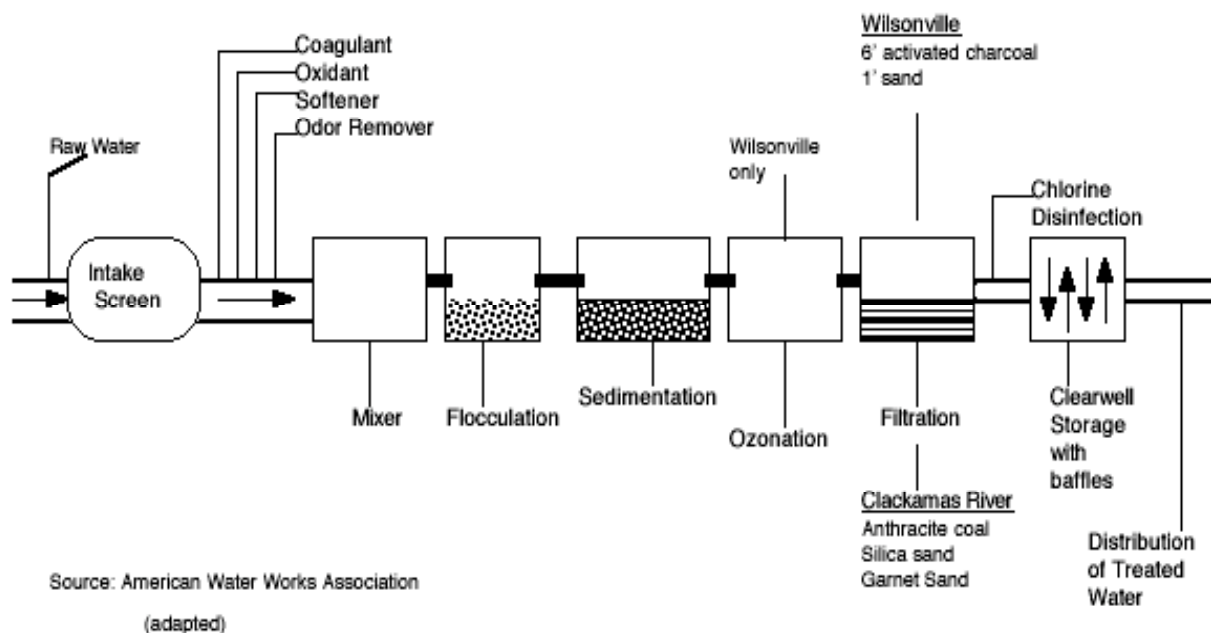 Wilsonville
6' activated charcoal
1' sand
Coagulant
Oxidant
Softener
Odor Remover
Raw Water
Wilsonville
only
Chlorine
Disinfection
Intake
Screen
Mixer
Flocculation
Sedimentation
Ozonation
Filtration
Clearwell
Storage
with
baffles
Clackamas River
Anthracite coal
Silica sand
Garnet Sand
Distribution
of Treated
Water
Source: American Water Works Association
(adapted)